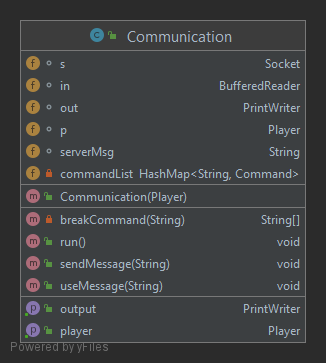 Communication
s Socket
in BufferedReader
out PrintWriter
p Player
serverMsg String
commandList HashMap<String, Command>
Communication(Player)
breakCommand(String) String[]
run() void
sendMessage(String) void
useMessage(String) void
output PrintWriter
player Player
Powered by yFiles